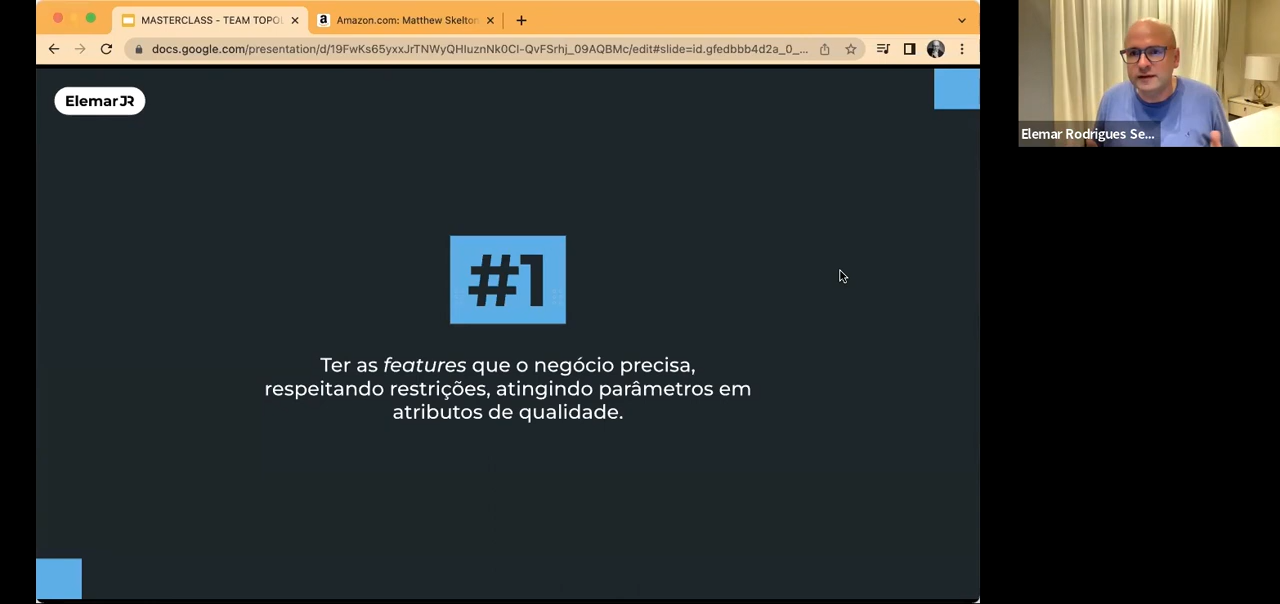 MASTERCLASS - TEAM TOPOL
Amazon.com: Matthew Skelton
docs.google.com/presentation/d/19FwKs65yxxJrTNWyQHIuznNk0Cl-QvFSrhj_09AQBMc/edit#slide=id.gfedbbb4d2a_0_...
ElemarJR
#1
Ter as features que o negócio precisa,
respeitando restrições, atingindo parâmetros em
atributos de qualidade.
Elemar Rodrigues Se...